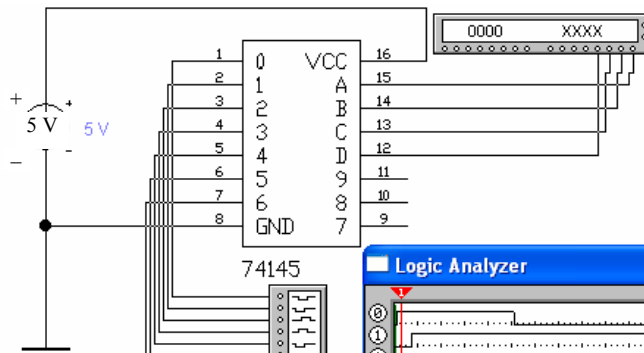 0000 XXXX
1 0 VCC 16
2 1 A 15
3 2 B 14
4 3 C 13
5 4 D 12
6 5 9 11
7 6 8 10
8 GND 7 9
+ +
5 V 5 V
− -
74145
Logic Analyzer
1
0
1